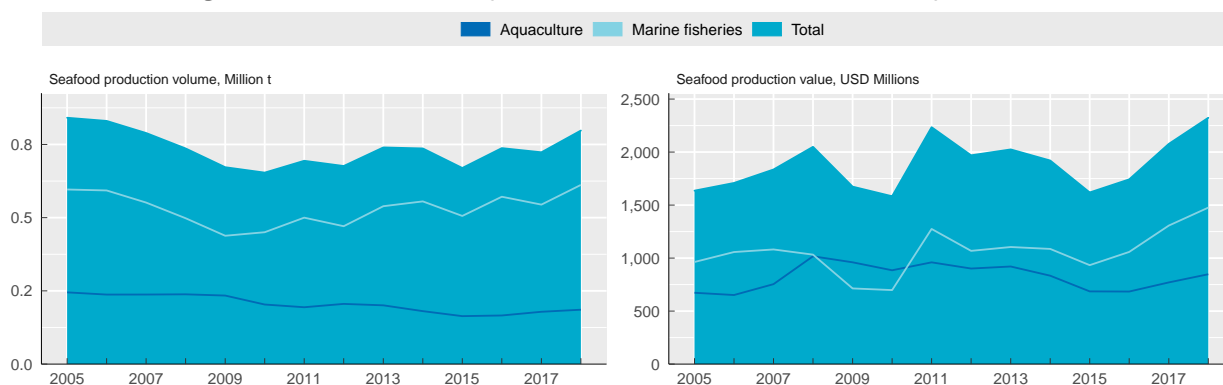 Aquaculture Marine fisheries Total
Seafood production volume, Million t
0.8
0.5
0.2
0.0
2005 2007 2009 2011 2013 2015 2017
Seafood production value, USD Millions
2,500
2,000
1,500
1,000
500
0
2005 2007 2009 2011 2013 2015 2017